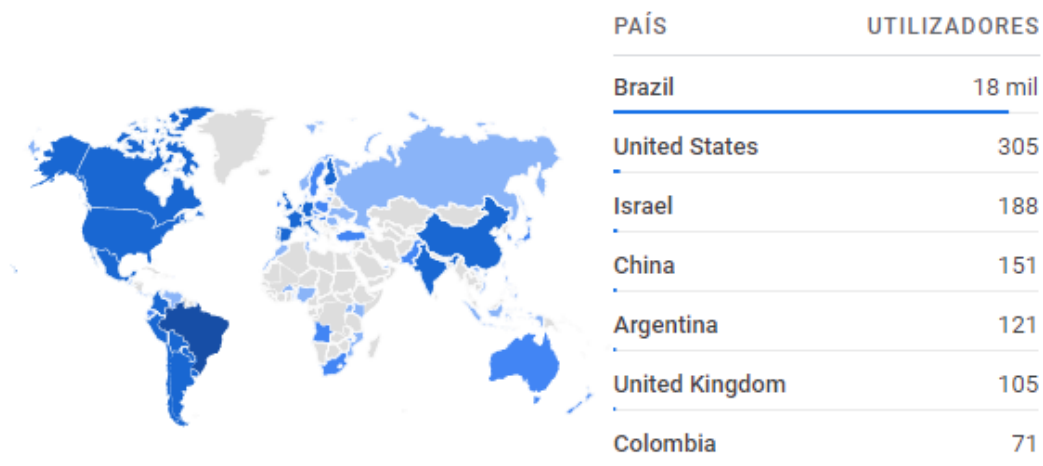 PAÍS UTILIZADORES
Brazil 18 mil
United States 305
Israel 188
China 151
Argentina 121
United Kingdom 105
Colombia 71